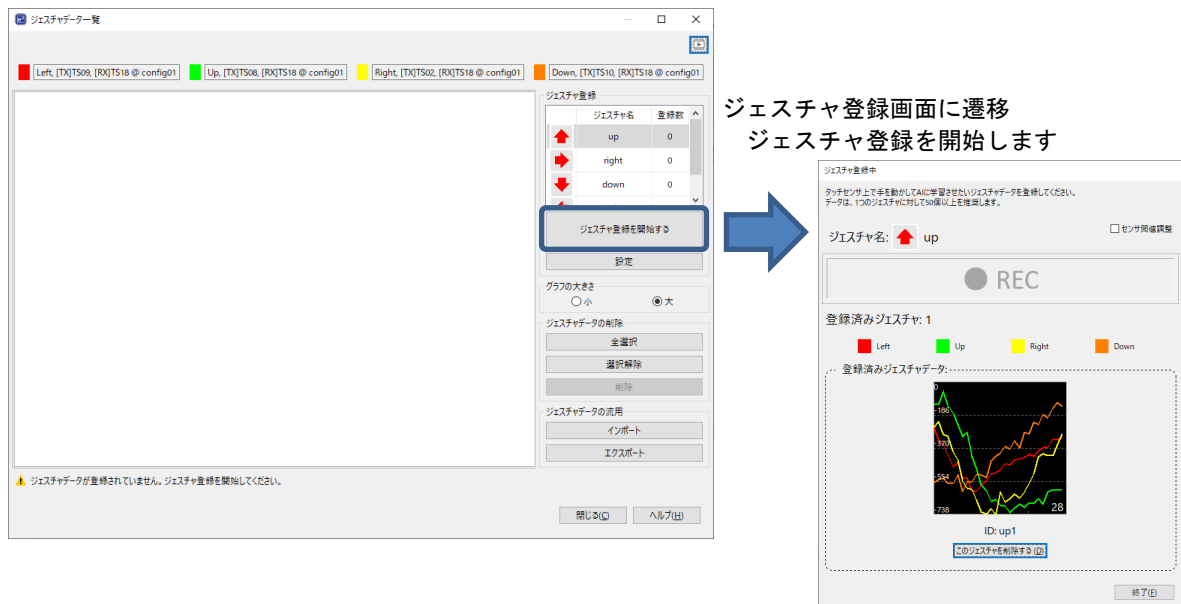 ジェスチャデータ一覧
Left, [TX]TS09, [RX]TS18 @ config01
Up, [TX]TS08, [RX]TS18 @ config01
Right, [TX]TS02, [RX]TS18 @ config01
Down, [TX]TS10, [RX]TS18 @ config01
ジェスチャ登録
ジェスチャ名 登録数
up 0
right 0
down 0
ジェスチャ登録を開始する
設定
グラフの大きさ
小 大
ジェスチャデータの削除
全選択
選択解除
削除
ジェスチャデータの流用
インポート
エクスポート
ジェスチャデータが登録されていません。ジェスチャ登録を開始してください。
閉じる(C) ヘルプ(H)
ジェスチャ登録画面に遷移
ジェスチャ登録を開始します
ジェスチャ登録中
タッチセンサ上で手を動かしてAIに学習させたいジェスチャデータを登録してください。
データは、1つのジェスチャに対して50個以上を推奨します。
ジェスチャ名: up
センサ閾値調整
REC
登録済みジェスチャ: 1
Left Up Right Down
登録済みジェスチャデータ:
0
-186
-370
-554
-738
28
ID: up1
このジェスチャを削除する(D)
終了(E)